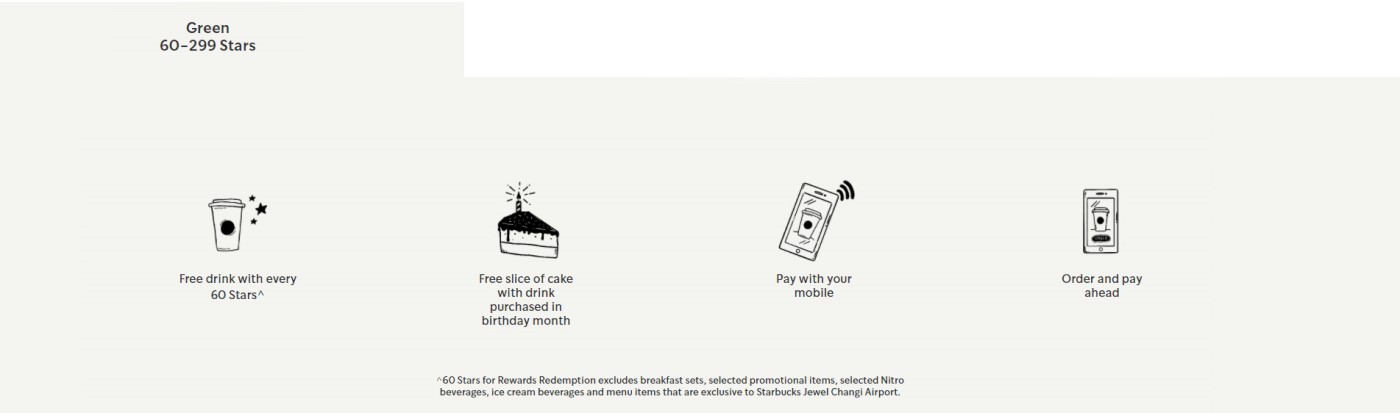 Green
60–299 Stars
Free drink with every
60 Stars^
Free slice of cake
with drink
purchased in
birthday month
Pay with your
mobile
Order and pay
ahead
^60 Stars for Rewards Redemption excludes breakfast sets, selected promotional items, selected Nitro
beverages, ice cream beverages and menu items that are exclusive to Starbucks Jewel Changi Airport.